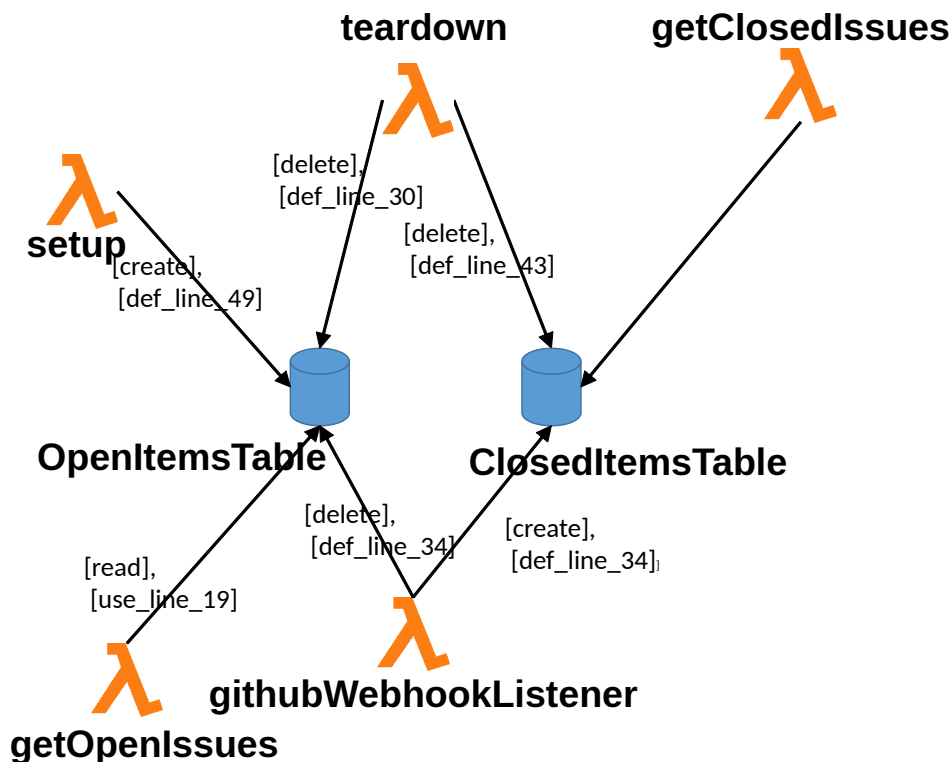 teardown
getClosedIssues
[delete],
[def_line_30]
[delete],
[def_line_43]
setup
[create],
[def_line_49]
OpenItemsTable
ClosedItemsTable
[delete],
[def_line_34]
[create],
[def_line_34]]
[read],
[use_line_19]
githubWebhookListener
getOpenIssues